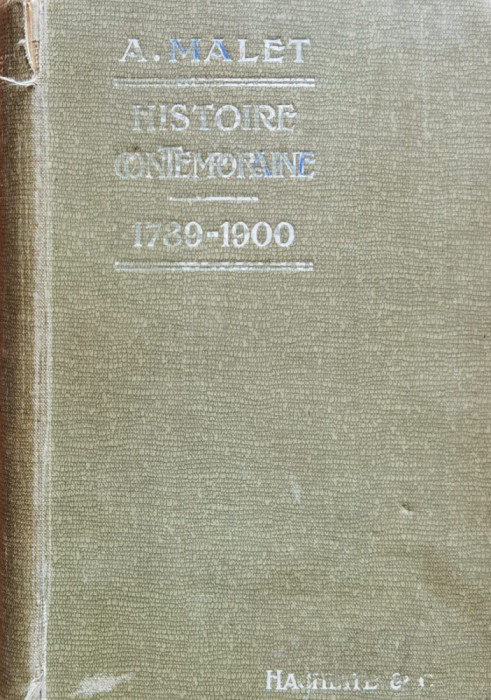 A. MALET
HISTOIRE
CONTEMPORAINE
1789-1900
HACHETTE & C